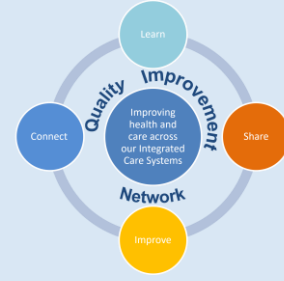 Learn
Quality Improvement
Connect
Improving
health and
care across
our Integrated
Care Systems
Share
Network
Improve